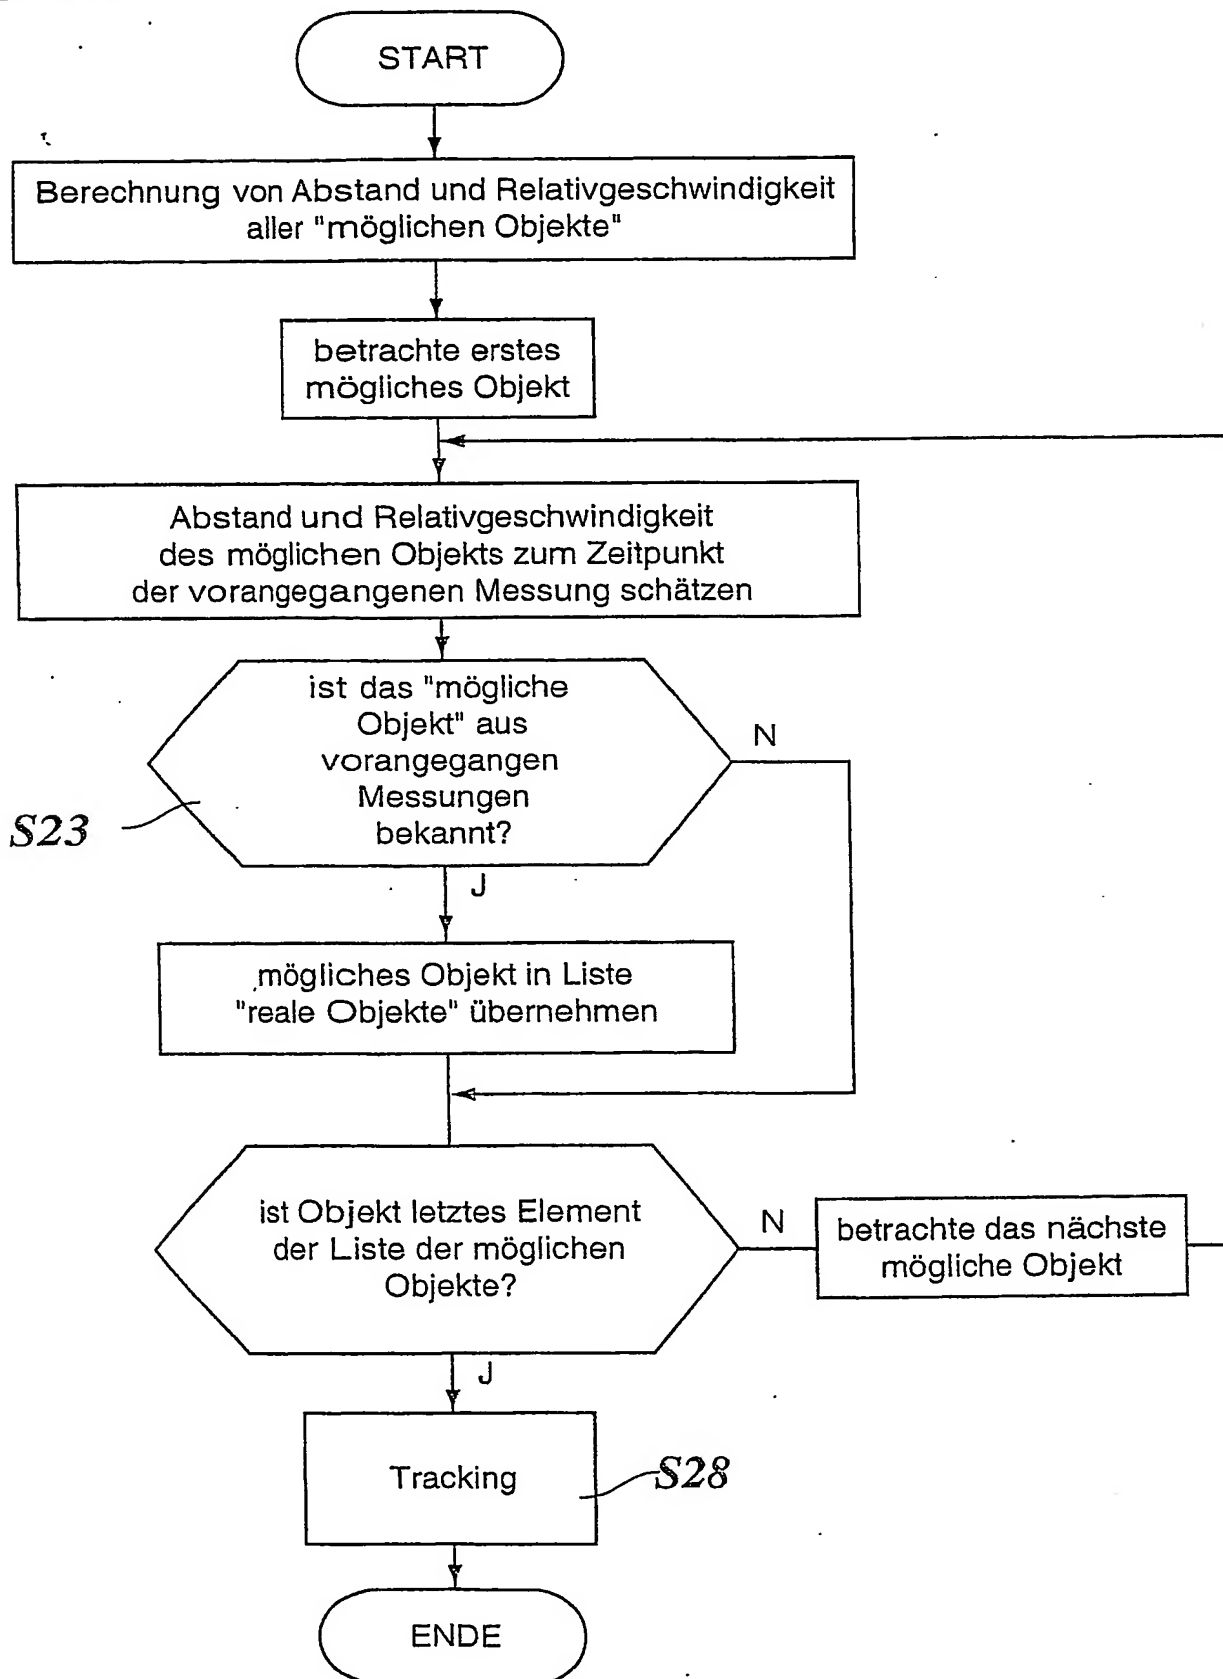 START
Berechnung von Abstand und Relativgeschwindigkeit
aller "möglichen Objekte"
betrachte erstes
mögliches Objekt
Abstand und Relativgeschwindigkeit
des möglichen Objekts zum Zeitpunkt
der vorangegangenen Messung schätzen
ist das "mögliche
Objekt" aus
vorangegangen
Messungen
bekannt?
N
S23
J
mögliches Objekt in Liste
"reale Objekte" übernehmen
ist Objekt letztes Element
der Liste der möglichen
Objekte?
N
betrachte das nächste
mögliche Objekt
J
Tracking
S28
ENDE